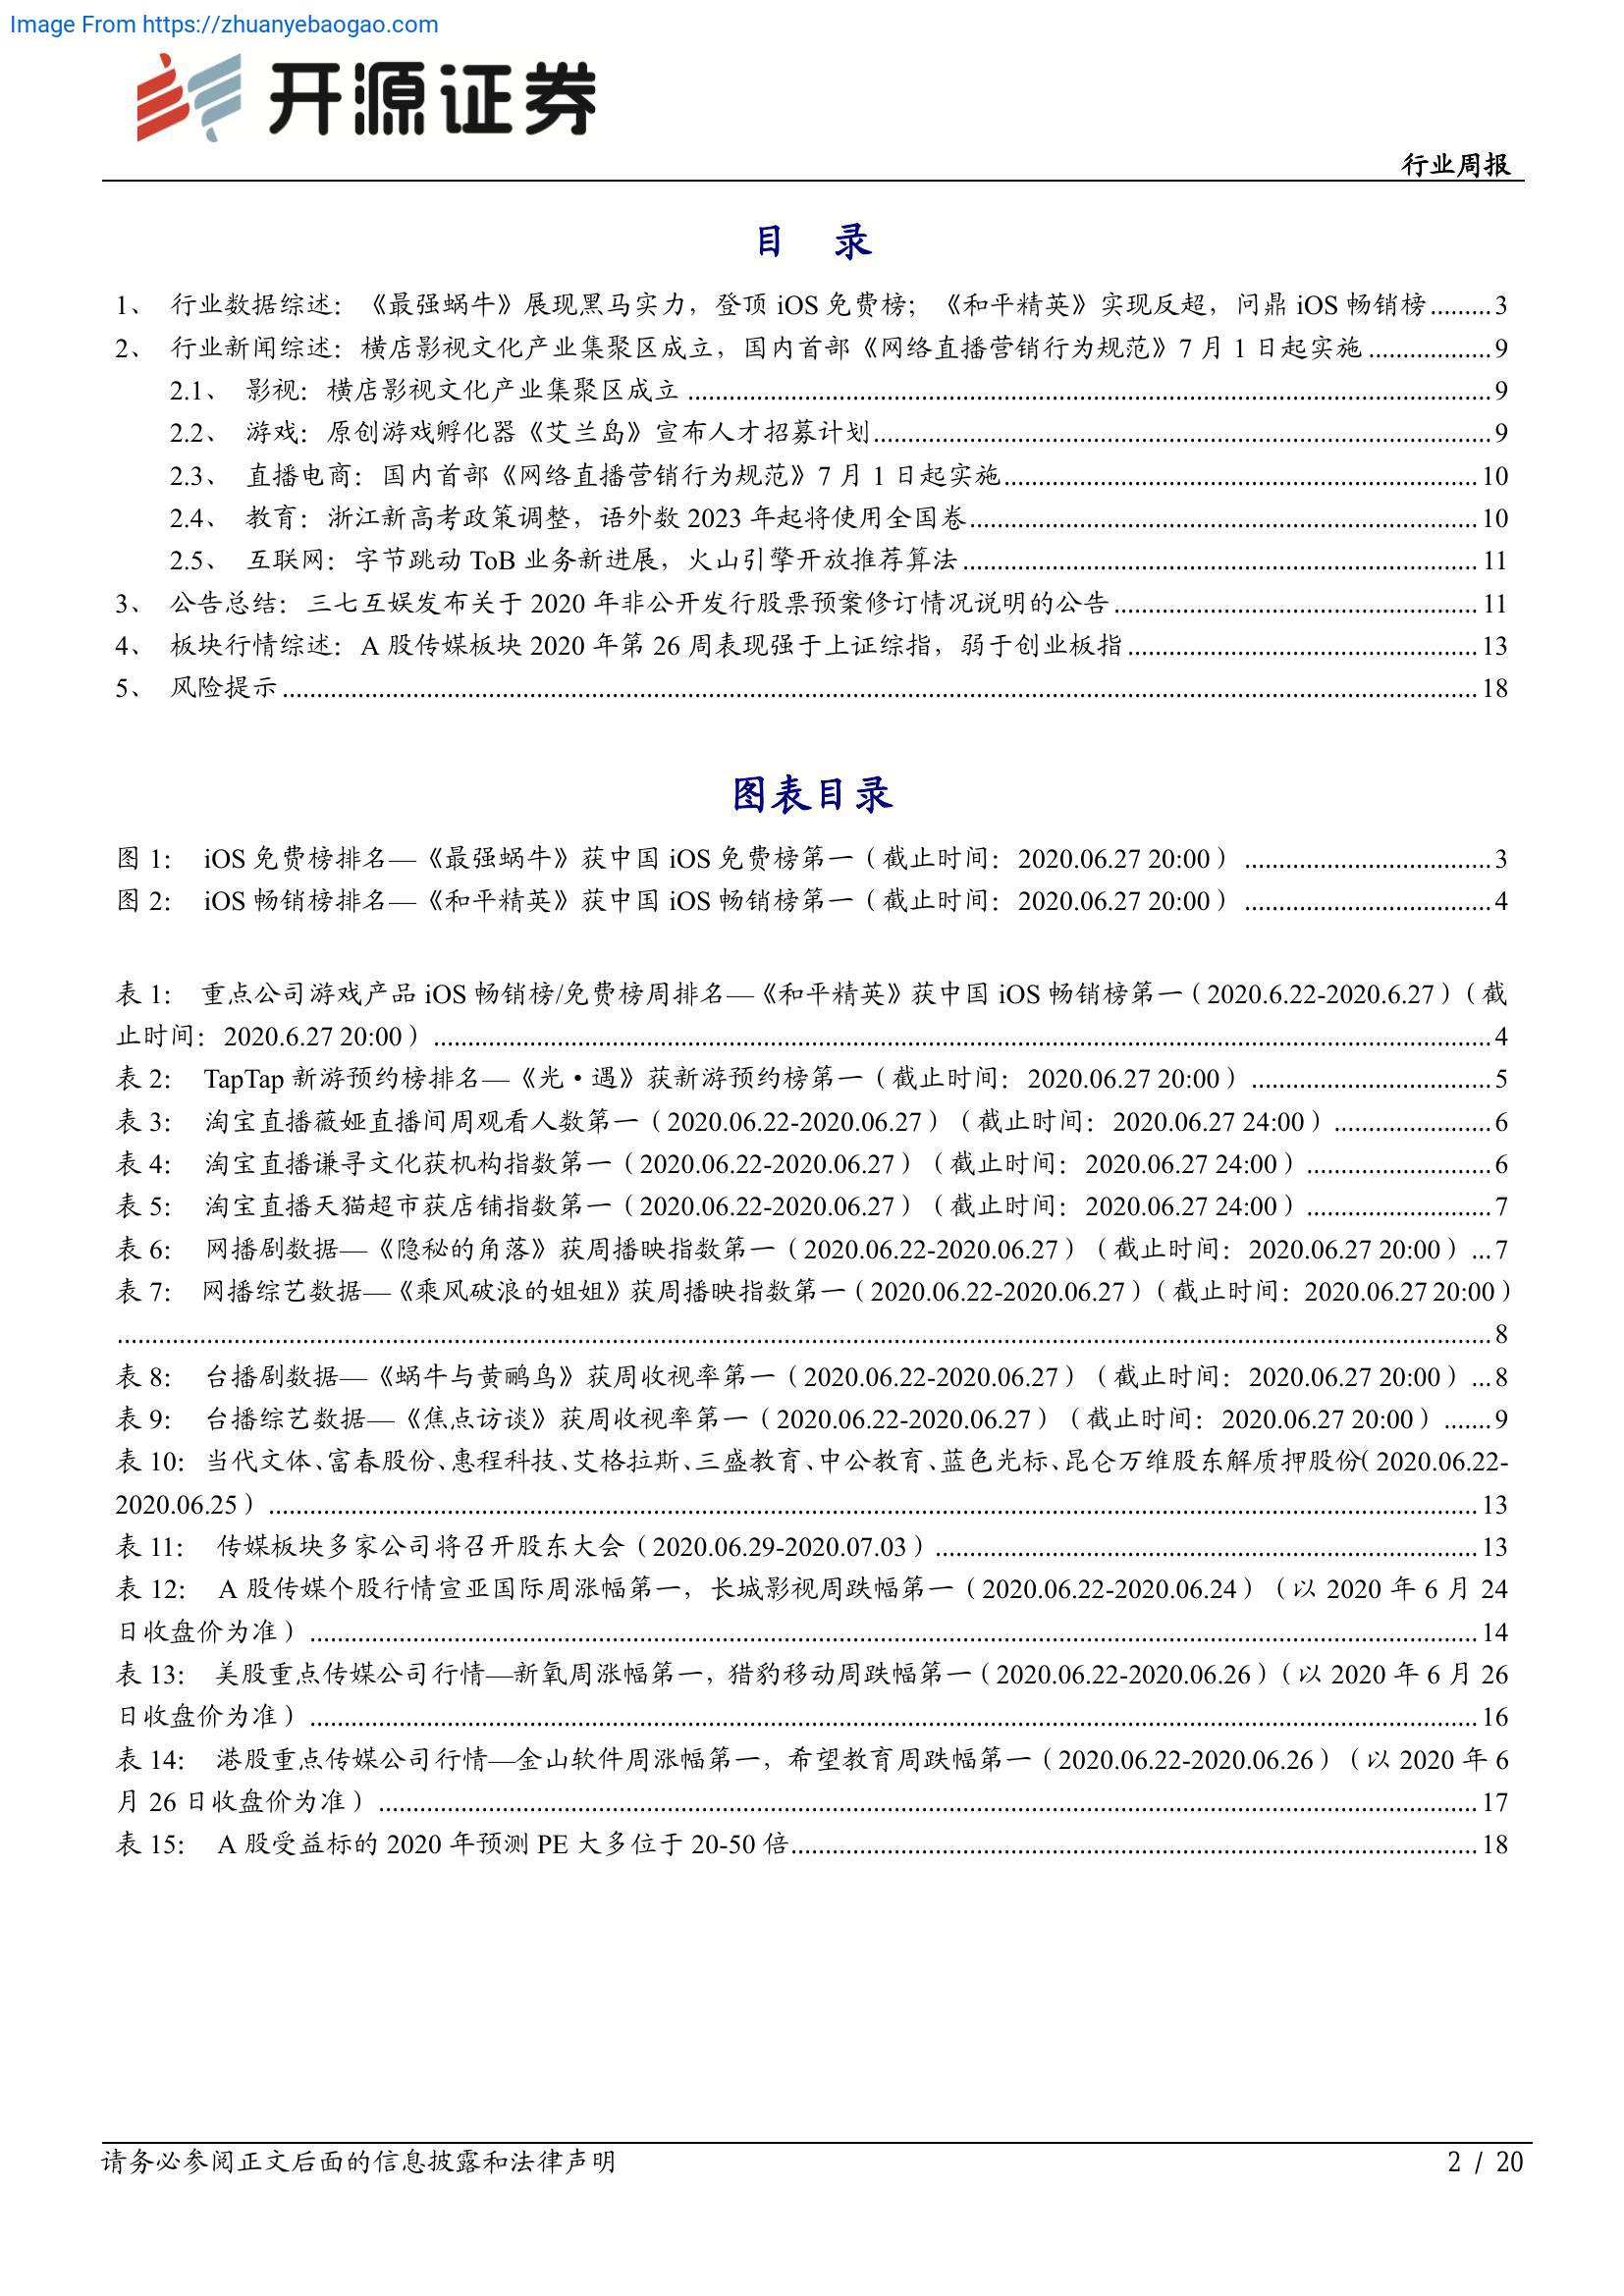 Image From https://zhuanyebaogao.com
开源证券
行业周报
目 录
1、 行业数据综述：《最强蜗牛》展现黑马实力，登顶 iOS 免费榜；《和平精英》实现反超，问鼎 iOS 畅销榜.........3
2、 行业新闻综述：横店影视文化产业集聚区成立，国内首部《网络直播营销行为规范》7 月 1 日起实施..................9
2.1、 影视：横店影视文化产业集聚区成立..................9
2.2、 游戏：原创游戏孵化器《艾兰岛》宣布人才招募计划..................9
2.3、 直播电商：国内首部《网络直播营销行为规范》7 月 1 日起实施..................10
2.4、 教育：浙江新高考政策调整，语外数 2023 年起将使用全国卷..................10
2.5、 互联网：字节跳动 ToB 业务新进展，火山引擎开放推荐算法..................11
3、 公告总结：三七互娱发布关于 2020 年非公开发行股票预案修订情况说明的公告..................11
4、 板块行情综述：A 股传媒板块 2020 年第 26 周表现强于上证综指，弱于创业板指..................13
5、 风险提示..................18
图表目录
图 1： iOS 免费榜排名—《最强蜗牛》获中国 iOS 免费榜第一（截止时间：2020.06.27 20:00）..................3
图 2： iOS 畅销榜排名—《和平精英》获中国 iOS 畅销榜第一（截止时间：2020.06.27 20:00）..................4
表 1： 重点公司游戏产品 iOS 畅销榜/免费榜周排名—《和平精英》获中国 iOS 畅销榜第一（2020.6.22-2020.6.27）（截
止时间：2020.6.27 20:00）..................4
表 2： TapTap 新游预约榜排名—《光·遇》获新游预约榜第一（截止时间：2020.06.27 20:00）..................5
表 3： 淘宝直播薇娅直播间周观看人数第一（2020.06.22-2020.06.27）（截止时间：2020.06.27 24:00）..................6
表 4： 淘宝直播谦寻文化获机构指数第一（2020.06.22-2020.06.27）（截止时间：2020.06.27 24:00）..................6
表 5： 淘宝直播天猫超市获店铺指数第一（2020.06.22-2020.06.27）（截止时间：2020.06.27 24:00）..................7
表 6： 网播剧数据—《隐秘的角落》获周播映指数第一（2020.06.22-2020.06.27）（截止时间：2020.06.27 20:00）...7
表 7： 网播综艺数据—《乘风破浪的姐姐》获周播映指数第一（2020.06.22-2020.06.27）（截止时间：2020.06.27 20:00）
..................8
表 8： 台播剧数据—《蜗牛与黄鹂鸟》获周收视率第一（2020.06.22-2020.06.27）（截止时间：2020.06.27 20:00）...8
表 9： 台播综艺数据—《焦点访谈》获周收视率第一（2020.06.22-2020.06.27）（截止时间：2020.06.27 20:00）.......9
表 10：当代文体、富春股份、惠程科技、艾格拉斯、三盛教育、中公教育、蓝色光标、昆仑万维股东解质押股份（2020.06.22-
2020.06.25）..................13
表 11： 传媒板块多家公司将召开股东大会（2020.06.29-2020.07.03）..................13
表 12： A 股传媒个股行情宣亚国际周涨幅第一，长城影视周跌幅第一（2020.06.22-2020.06.24）（以 2020 年 6 月 24
日收盘价为准）..................14
表 13： 美股重点传媒公司行情—新氧周涨幅第一，猎豹移动周跌幅第一（2020.06.22-2020.06.26）（以 2020 年 6 月 26
日收盘价为准）..................16
表 14： 港股重点传媒公司行情—金山软件周涨幅第一，希望教育周跌幅第一（2020.06.22-2020.06.26）（以 2020 年 6
月 26 日收盘价为准）..................17
表 15： A 股受益标的 2020 年预测 PE 大多位于 20-50 倍..................18
请务必参阅正文后面的信息披露和法律声明
2 / 20